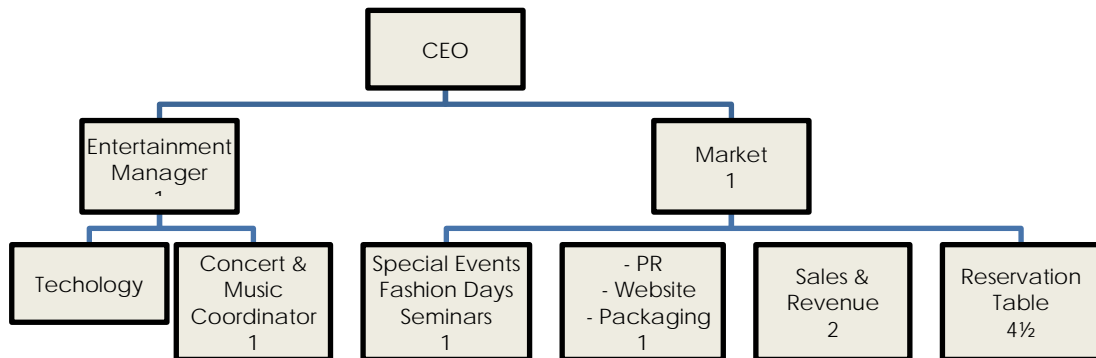 CEO
Entertainment
Manager
1
Market
1
Techology
Concert &
Music
Coordinator
1
Special Events
Fashion Days
Seminars
1
- PR
- Website
- Packaging
1
Sales &
Revenue
2
Reservation
Table
4½